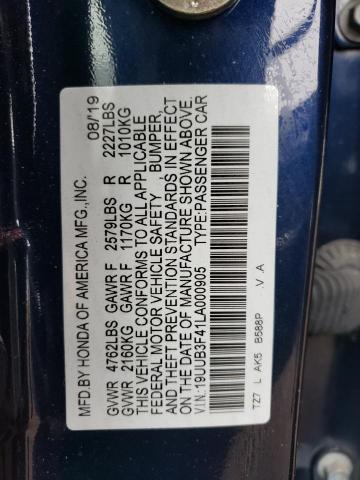 MFD.BY HONDA OF AMERICA MFG.,INC. 08/19
GVWR 4762LBS GAWR F 2579LBS R 2227LBS
GVWR 2160KG GAWR F 1170KG R 1010KG
THIS VEHICLE CONFORMS TO ALL APPLICABLE
FEDERAL MOTOR VEHICLE SAFETY , BUMPER,
AND THEFT PREVENTION STANDARDS IN EFFECT
ON THE DATE OF MANUFACTURE SHOWN ABOVE.
V.I.N:19UUB3F41LA000905 TYPE:PASSENGER CAR
TZ7 L AK5 B588P .V .A